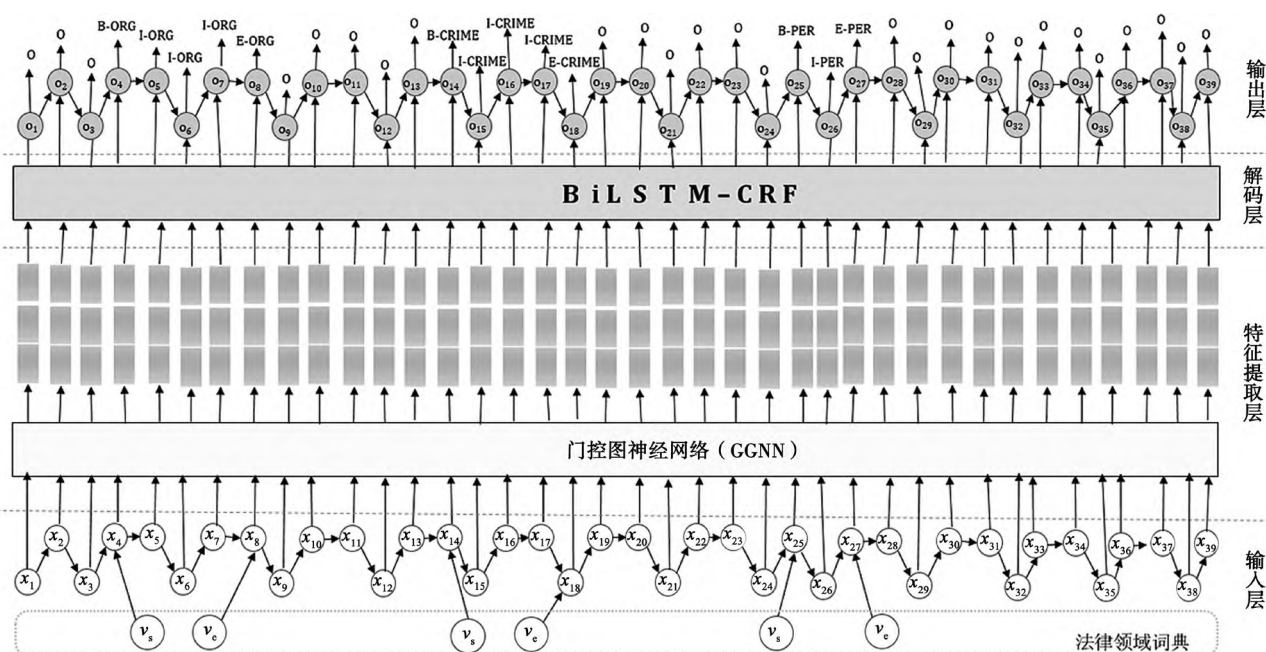 O O B-ORG I-ORG I-ORG I-ORG E-ORG O O O O O B-CRIME I-CRIME I-CRIME I-CRIME E-CRIME O O O O O O B-PER I-PER E-PER O O O O O O O O O O O
O
O
o1 o2 o3 o4 o5 o6 o7 o8 o9 o10 o11 o12 o13 o14 o15 o16 o17 o18 o19 o20 o21 o22 o23 o24 o25 o26 o27 o28 o29 o30 o31 o32 o33 o34 o35 o36 o37 o38 o39
输出层
BiLSTM-CRF
解码层
特征提取层
门控图神经网络（GGNN）
x1 x2 x3 x4 x5 x6 x7 x8 x9 x10 x11 x12 x13 x14 x15 x16 x17 x18 x19 x20 x21 x22 x23 x24 x25 x26 x27 x28 x29 x30 x31 x32 x33 x34 x35 x36 x37 x38 x39
输入层
vs ve vs ve vs ve
法律领域词典